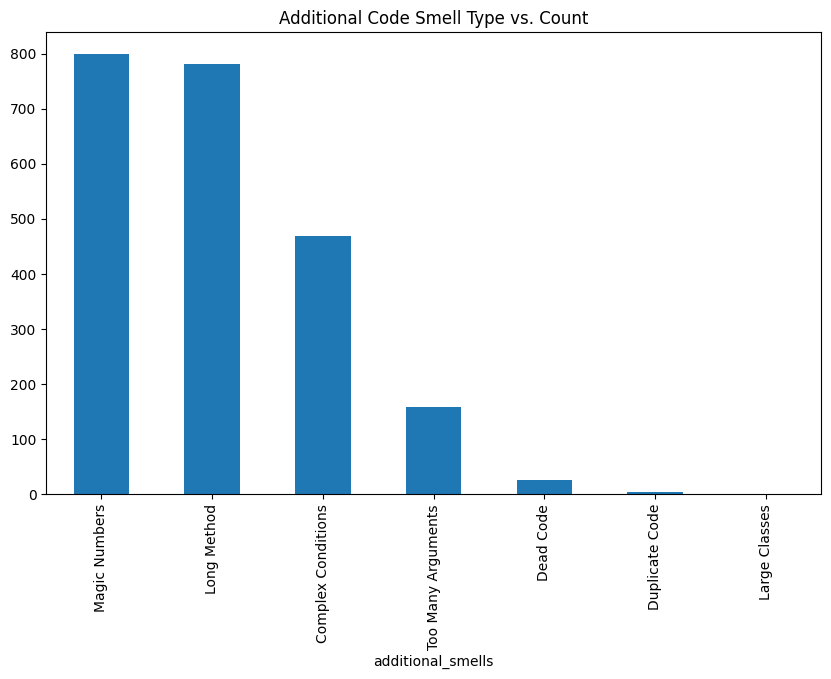 Additional Code Smell Type vs. Count
800
700
600
500
400
300
200
100
0
Magic Numbers
Long Method
Complex Conditions
Too Many Arguments
Dead Code
Duplicate Code
Large Classes
additional_smells